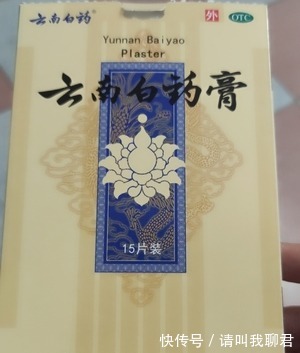 云南白药® 外 OTC
Yunnan Baiyao
Plaster
云南白药膏
15片装
快传号／请叫我聊君